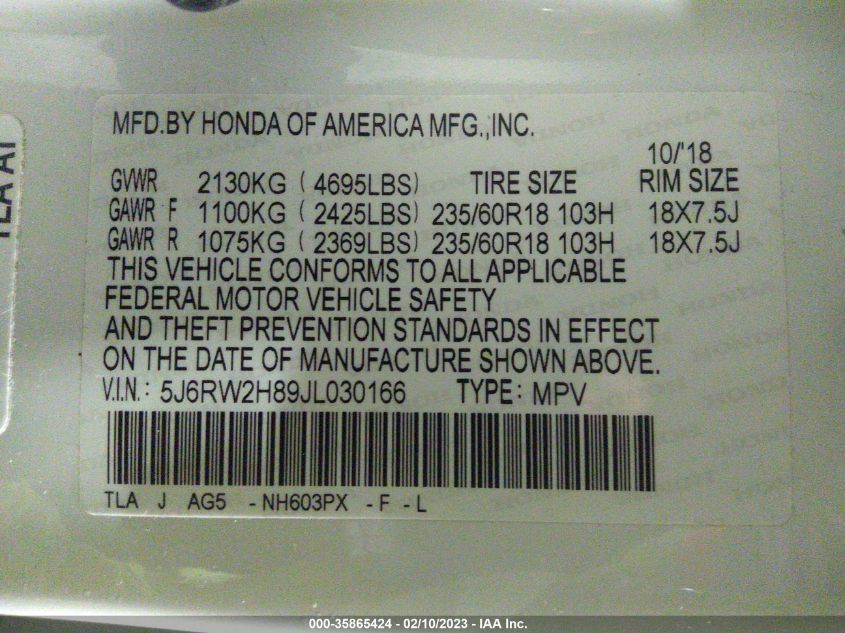 TLA AT
MFD.BY HONDA OF AMERICA MFG.,INC.
10/'18
GVWR 2130KG ( 4695LBS) TIRE SIZE RIM SIZE
GAWR F 1100KG ( 2425LBS) 235/60R18 103H 18X7.5J
GAWR R 1075KG ( 2369LBS) 235/60R18 103H 18X7.5J
THIS VEHICLE CONFORMS TO ALL APPLICABLE
FEDERAL MOTOR VEHICLE SAFETY
AND THEFT PREVENTION STANDARDS IN EFFECT
ON THE DATE OF MANUFACTURE SHOWN ABOVE.
V.I.N.: 5J6RW2H89JL030166 TYPE: MPV
TLA J AG5 -NH603PX -F -L
000-35865424 - 02/10/2023 - IAA Inc.